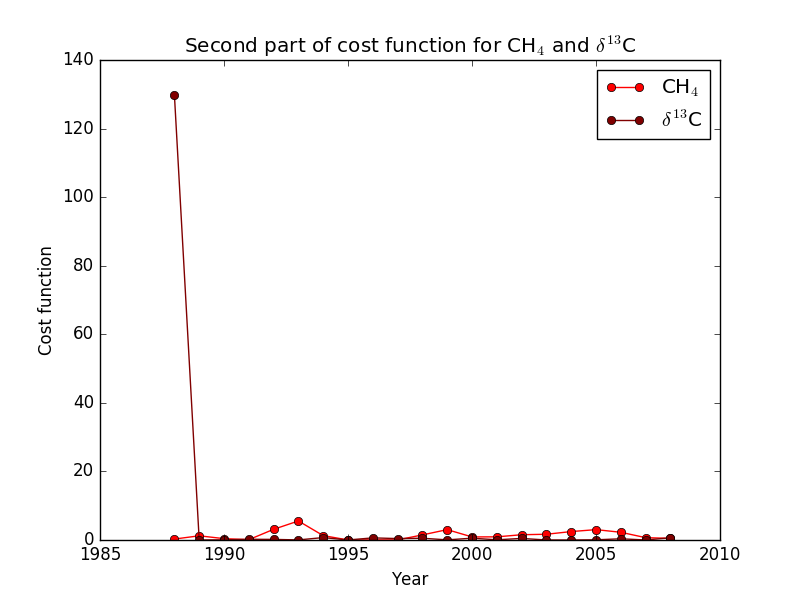 Second part of cost function for CH₄ and δ¹³C
CH₄
δ¹³C
140
120
100
80
60
40
20
0
Cost function
1985 1990 1995 2000 2005 2010
Year